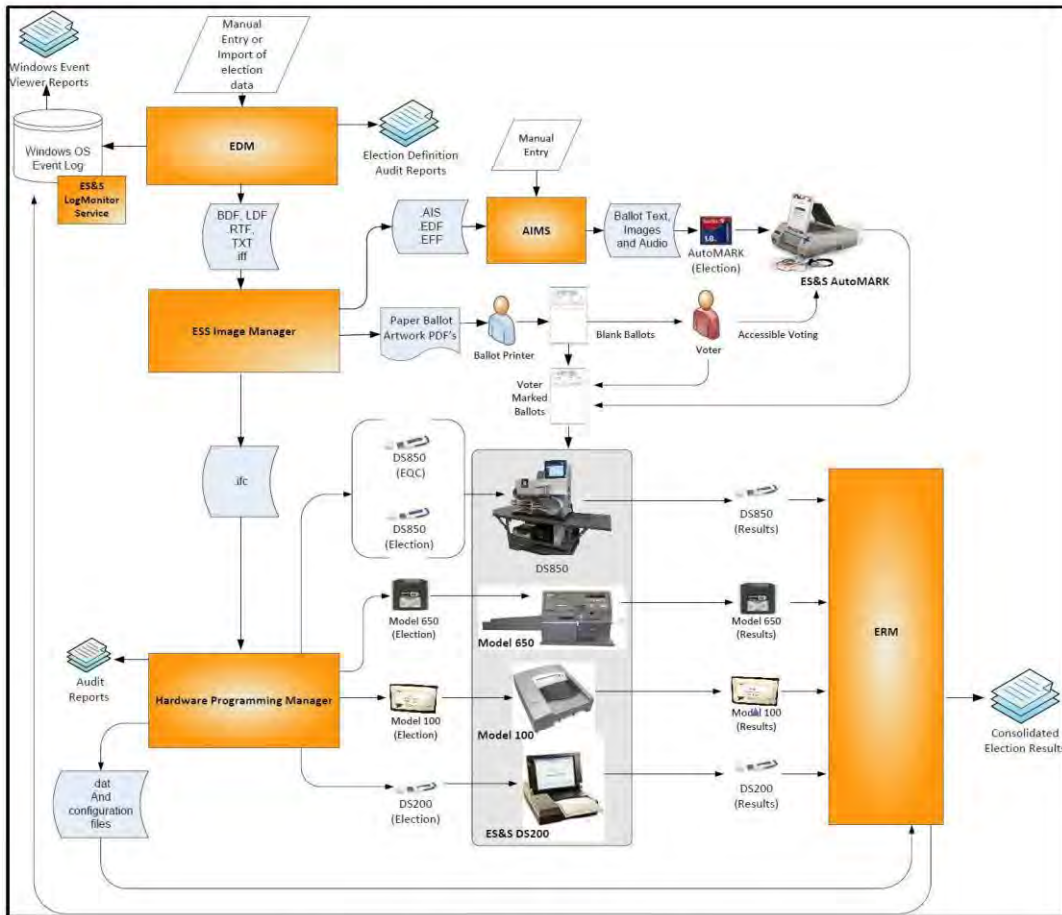 Manual
Entry or
Import of
election
data
Windows Event
Viewer Reports
EDM
Windows OS
Event Log
ES&S
LogMonitor
Service
Election Definition
Audit Reports
Manual
Entry
BDF, LDF
.RTF,
.TXT
.iff
.AIS
.EDF
.EFF
AIMS
Ballot Text,
Images
and Audio
AutoMARK
(Election)
ES&S AutoMARK
ESS Image Manager
Paper Ballot
Artwork PDF's
Ballot Printer
Blank Ballots
Voter
Accessible Voting
Voter
Marked
Ballots
.ifc
DS850
(EQC)
DS850
(Election)
DS850
DS850
(Results)
Model 650
(Election)
Model 650
Model 650
(Results)
ERM
Audit
Reports
Hardware Programming Manager
Model 100
(Election)
Model 100
Model 100
(Results)
Consolidated
Election Results
.dat
And
configuration
files
DS200
(Election)
ES&S DS200
DS200
(Results)